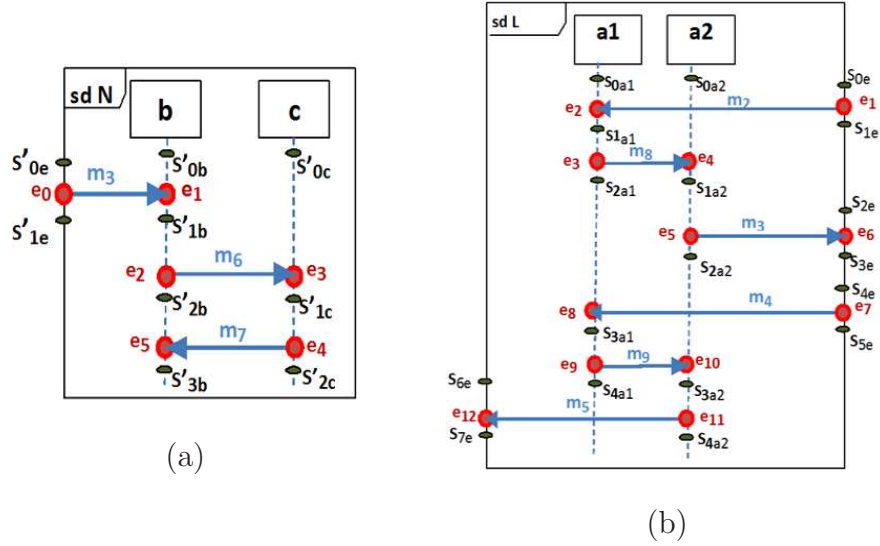 sd N
b
c
S'0e
S'0b
S'0c
m3
e0
e1
S'1e
S'1b
m6
e2
e3
S'2b
S'1c
m7
e5
e4
S'3b
S'2c
(a)
sd L
a1
a2
S0a1
S0a2
S0e
m2
e2
e1
S1a1
S1e
m8
e3
e4
S2a1
S1a2
S2e
m3
e5
e6
S2a2
S3e
S4e
m4
e8
e7
S3a1
S5e
m9
e9
e10
S6e
S4a1
S3a2
m5
e12
e11
S7e
S4a2
(b)